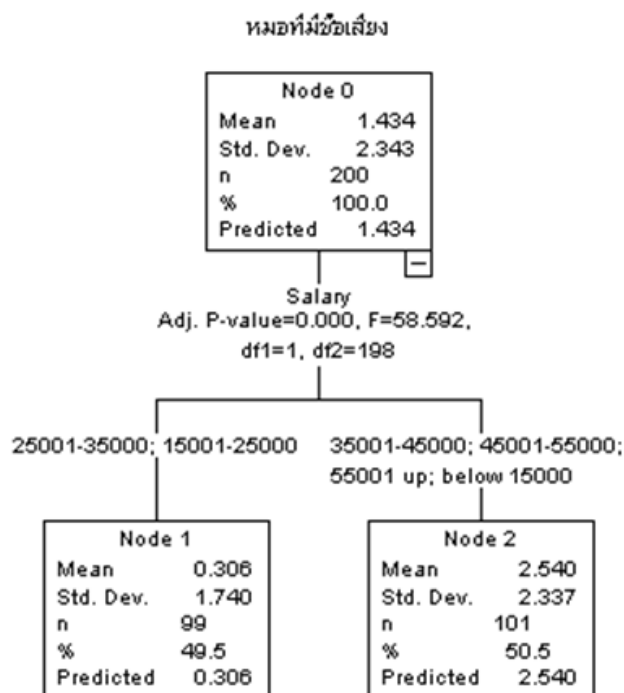 หมอที่มีชื่อเสียง
Node 0
Mean 1.434
Std. Dev. 2.343
n 200
% 100.0
Predicted 1.434
Salary
Adj. P-value=0.000, F=58.592,
df1=1, df2=198
25001-35000; 15001-25000
35001-45000; 45001-55000;
55001 up; below 15000
Node 1
Mean 0.306
Std. Dev. 1.740
n 99
% 49.5
Predicted 0.306
Node 2
Mean 2.540
Std. Dev. 2.337
n 101
% 50.5
Predicted 2.540